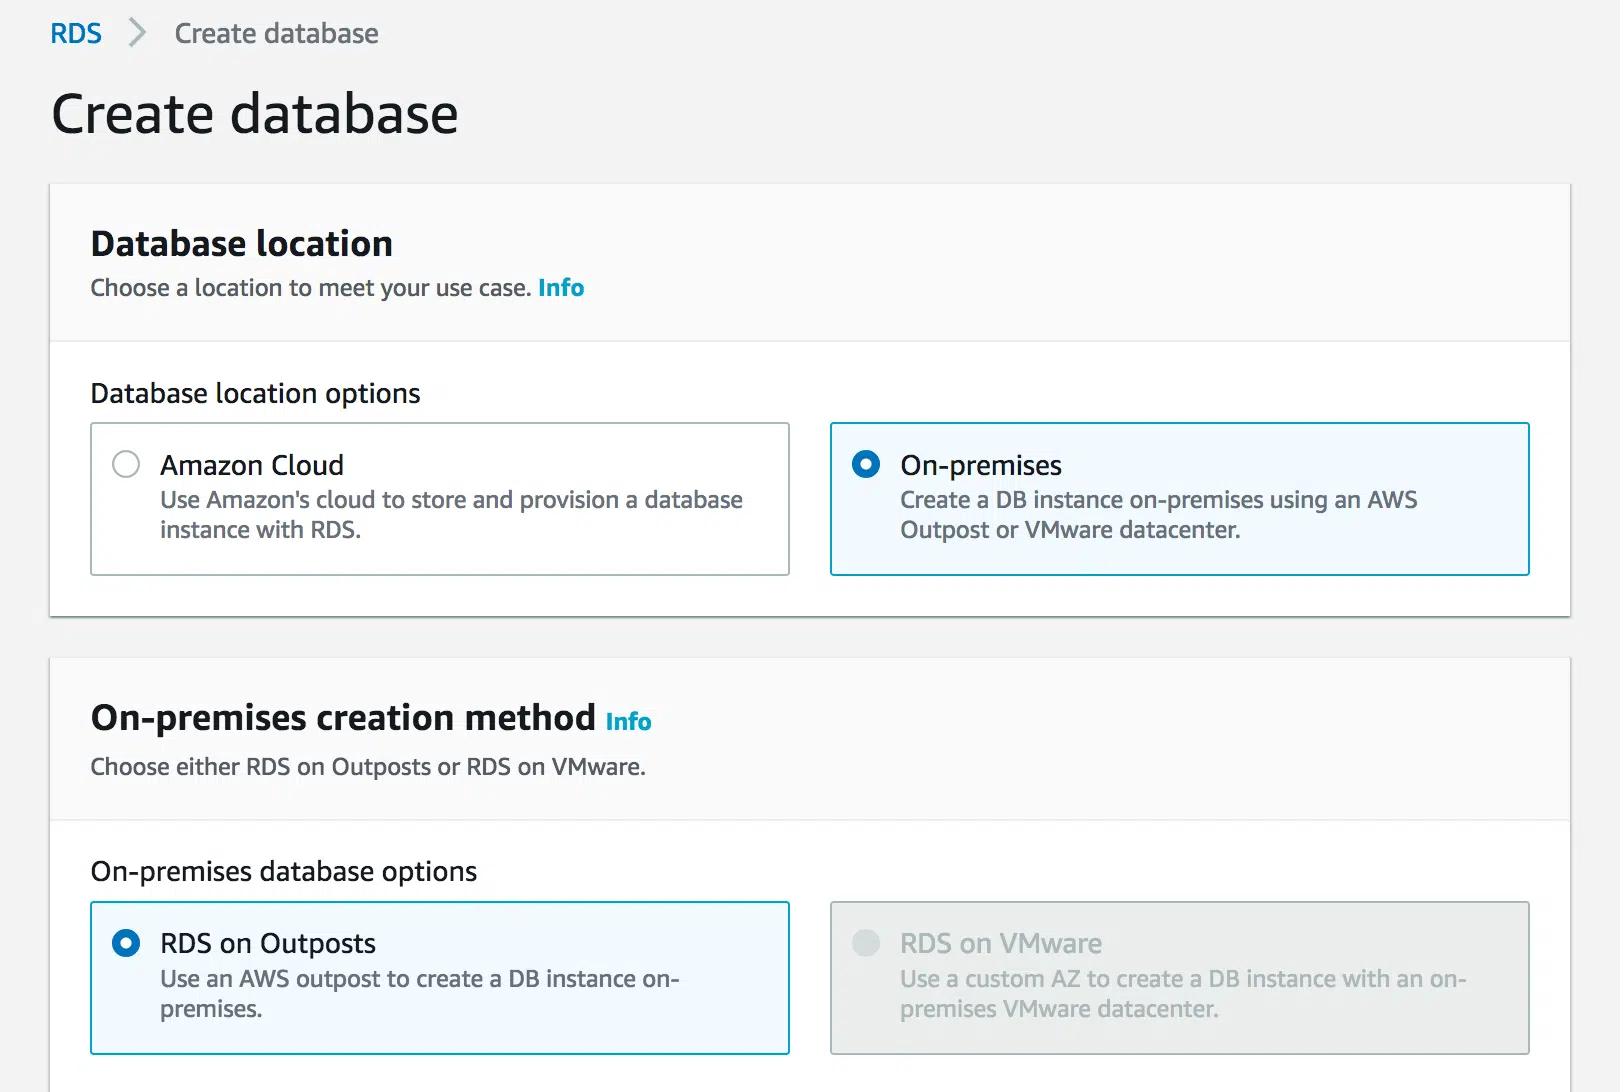 RDS > Create database
Create database
Database location
Choose a location to meet your use case. Info
Database location options
Amazon Cloud
Use Amazon's cloud to store and provision a database
instance with RDS.
On-premises
Create a DB instance on-premises using an AWS
Outpost or VMware datacenter.
On-premises creation method Info
Choose either RDS on Outposts or RDS on VMware.
On-premises database options
RDS on Outposts
Use an AWS outpost to create a DB instance on-
premises.
RDS on VMware
Use a custom AZ to create a DB instance with an on-
premises VMware datacenter.